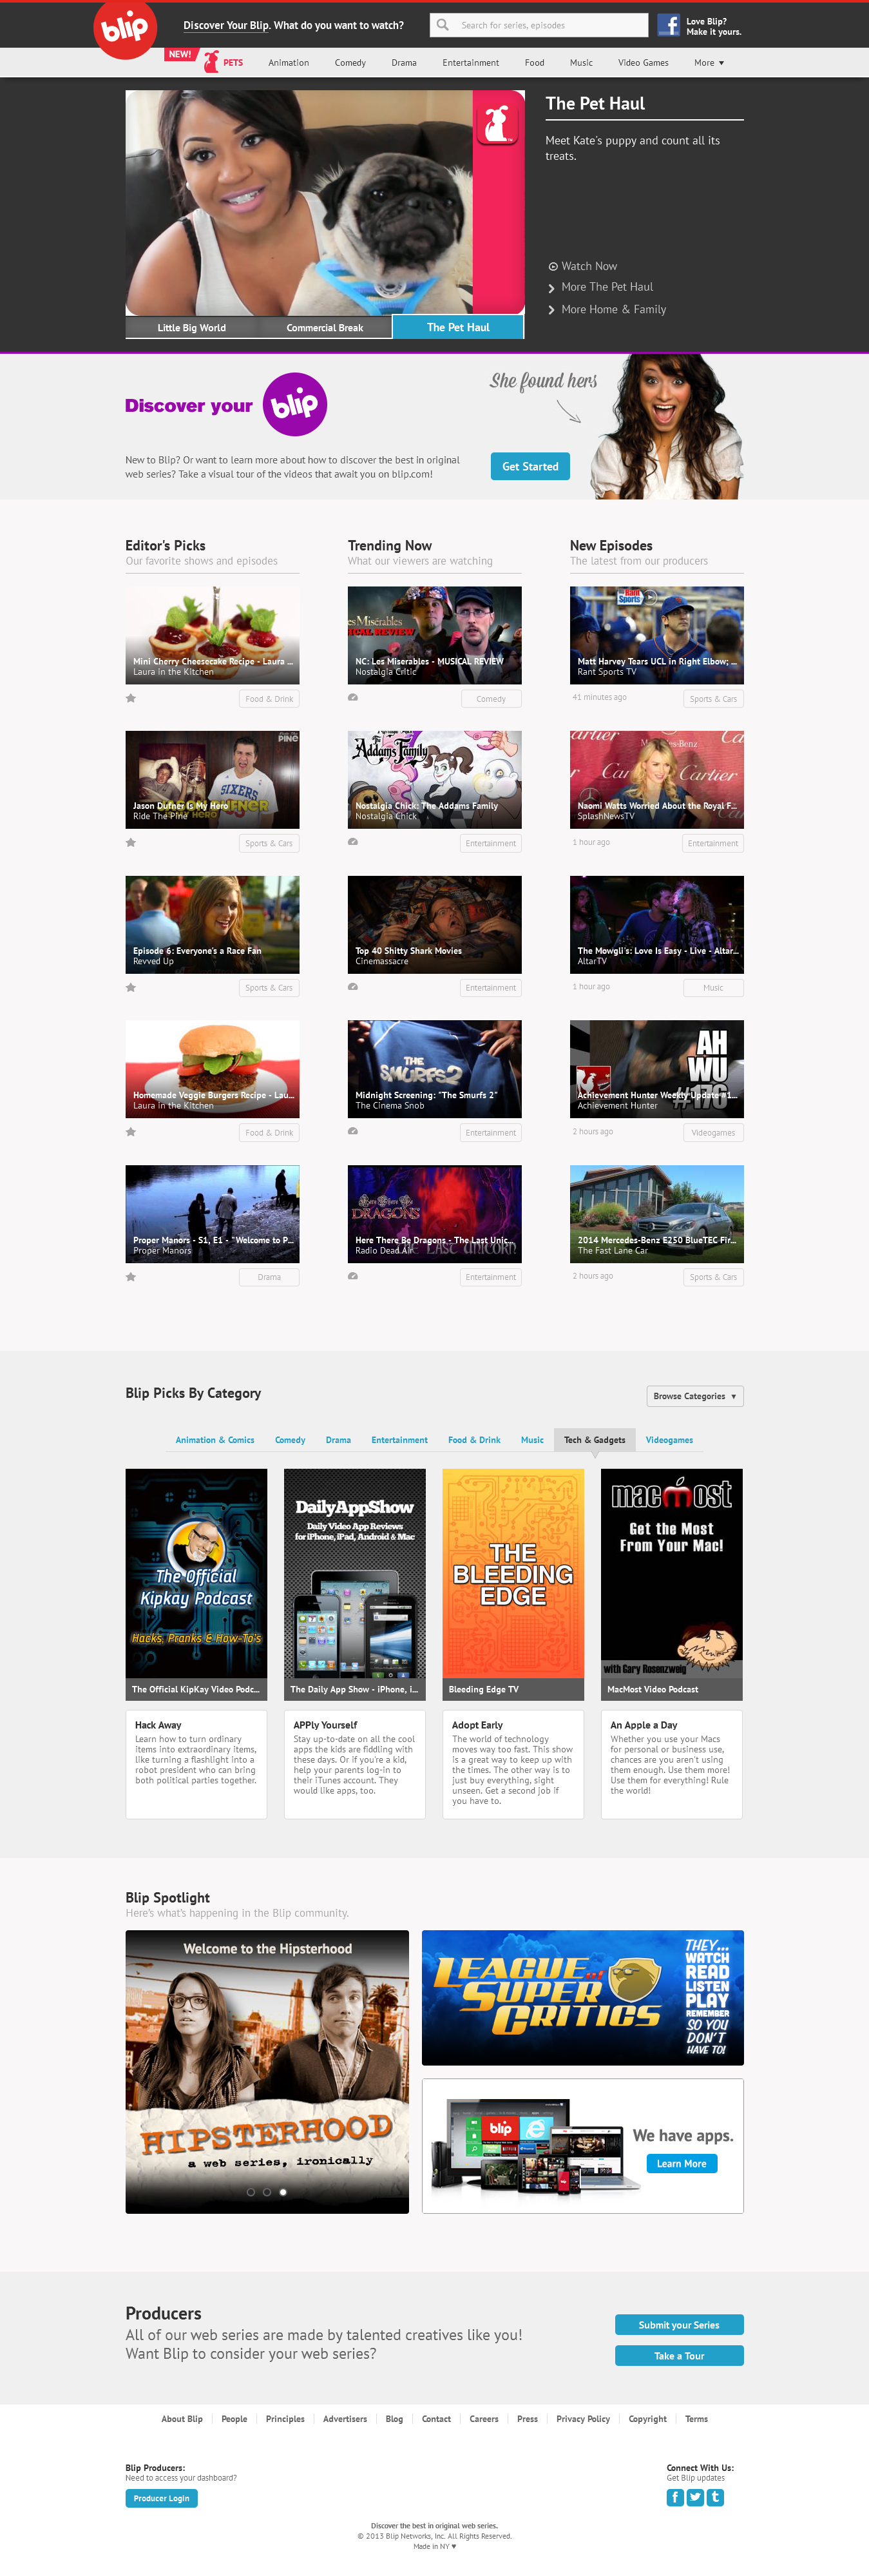 blip
Discover Your Blip. What do you want to watch?
Search for series, episodes
Love Blip?
Make it yours.
NEW!
PETS
Animation
Comedy
Drama
Entertainment
Food
Music
Video Games
More ▼
The Pet Haul
Meet Kate's puppy and count all its
treats.
Watch Now
More The Pet Haul
More Home & Family
Little Big World
Commercial Break
The Pet Haul
Discover your blip
She found hers
New to Blip? Or want to learn more about how to discover the best in original
web series? Take a visual tour of the videos that await you on blip.com!
Get Started
Editor's Picks
Our favorite shows and episodes
Mini Cherry Cheesecake Recipe - Laura ...
Laura in the Kitchen
Food & Drink
PINE
SIXERS
Jason Dufner Is My Hero
Ride The Pine
Sports & Cars
Episode 6: Everyone's a Race Fan
Revved Up
Sports & Cars
Homemade Veggie Burgers Recipe - Lau...
Laura in the Kitchen
Food & Drink
Proper Manors - S1, E1 - "Welcome to P...
Proper Manors
Drama
Trending Now
What our viewers are watching
es Misérables
ICAL REVIEW
NC: Les Miserables - MUSICAL REVIEW
Nostalgia Critic
Comedy
Addams Family
Nostalgia Chick: The Addams Family
Nostalgia Chick
Entertainment
Top 40 Shitty Shark Movies
Cinemassacre
Entertainment
THE
SMURFS2
Midnight Screening: "The Smurfs 2"
The Cinema Snob
Entertainment
DRAGONS
Here There Be Dragons - The Last Unic...
Radio Dead Air
LAST UNICORN
Entertainment
New Episodes
The latest from our producers
Rant
Sports
Matt Harvey Tears UCL in Right Elbow; ...
Rant Sports TV
41 minutes ago
Sports & Cars
Cartier
Naomi Watts Worried About the Royal F...
SplashNewsTV
1 hour ago
Entertainment
The Mowgli's: Love Is Easy - Live - Altar...
AltarTV
1 hour ago
Music
AH
WU
#176
Achievement Hunter Weekly Update #1...
Achievement Hunter
2 hours ago
Videogames
2014 Mercedes-Benz E250 BlueTEC Fir...
The Fast Lane Car
2 hours ago
Sports & Cars
Blip Picks By Category
Browse Categories ▼
Animation & Comics
Comedy
Drama
Entertainment
Food & Drink
Music
Tech & Gadgets
Videogames
The Official
Kipkay Podcast
Hacks, Pranks & How-To's
The Official KipKay Video Podc...
Hack Away
Learn how to turn ordinary
items into extraordinary items,
like turning a flashlight into a
robot president who can bring
both political parties together.
DailyAppShow
Daily Video App Reviews
for iPhone, iPad, Android & Mac
The Daily App Show - iPhone, i...
APPly Yourself
Stay up-to-date on all the cool
apps the kids are fiddling with
these days. Or if you're a kid,
help your parents log-in to
their iTunes account. They
would like apps, too.
THE
BLEEDING
EDGE
Bleeding Edge TV
Adopt Early
The world of technology
moves way too fast. This show
is a great way to keep up with
the times. The other way is to
just buy everything, sight
unseen. Get a second job if
you have to.
macmost
Get the Most
From Your Mac!
with Gary Rosenzweig
MacMost Video Podcast
An Apple a Day
Whether you use your Macs
for personal or business use,
chances are you aren't using
them enough. Use them more!
Use them for everything! Rule
the world!
Blip Spotlight
Here's what's happening in the Blip community.
Welcome to the Hipsterhood
HIPSTERHOOD
a web series, ironically
LEAGUE of
SUPER
CRITICS
THEY...
WATCH
READ
LISTEN
PLAY
REMEMBER
SO YOU
DON'T
HAVE TO!
blip
We have apps.
Learn More
Producers
All of our web series are made by talented creatives like you!
Want Blip to consider your web series?
Submit your Series
Take a Tour
About Blip
People
Principles
Advertisers
Blog
Contact
Careers
Press
Privacy Policy
Copyright
Terms
Blip Producers:
Need to access your dashboard?
Producer Login
Connect With Us:
Get Blip updates
Discover the best in original web series.
© 2013 Blip Networks, Inc. All Rights Reserved.
Made in NY ♥